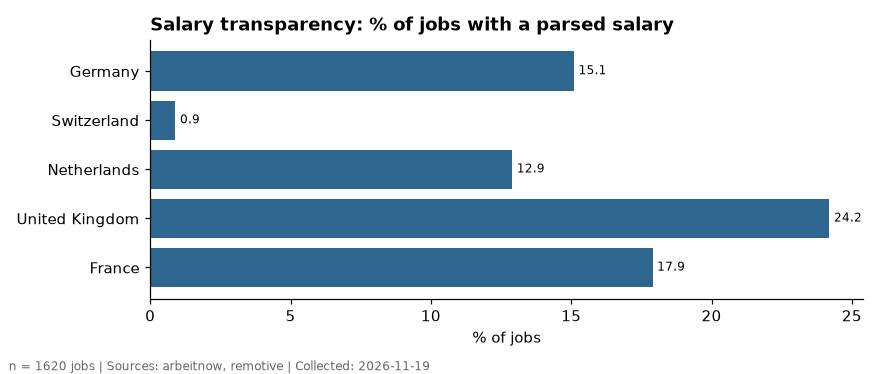 Salary transparency: % of jobs with a parsed salary
Germany 15.1
Switzerland 0.9
Netherlands 12.9
United Kingdom 24.2
France 17.9
0 5 10 15 20 25
% of jobs
n = 1620 jobs | Sources: arbeitnow, remotive | Collected: 2026-11-19